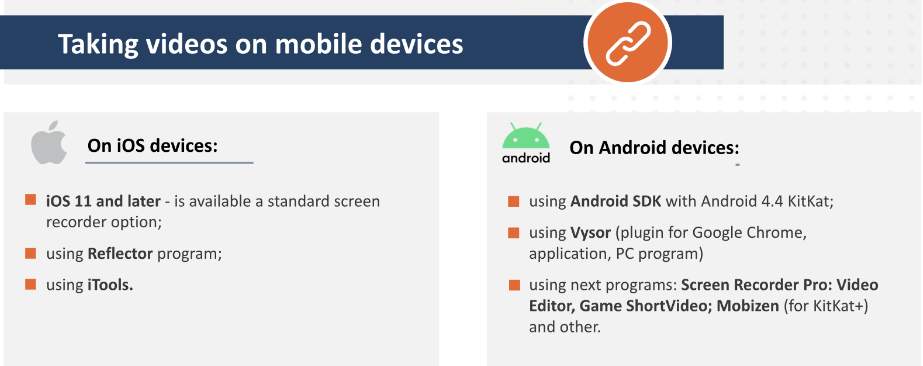 Taking videos on mobile devices
On iOS devices:
iOS 11 and later - is available a standard screen
recorder option;
using Reflector program;
using iTools.
android
On Android devices:
using Android SDK with Android 4.4 KitKat;
using Vysor (plugin for Google Chrome,
application, PC program)
using next programs: Screen Recorder Pro: Video
Editor, Game ShortVideo; Mobizen (for KitKat+)
and other.